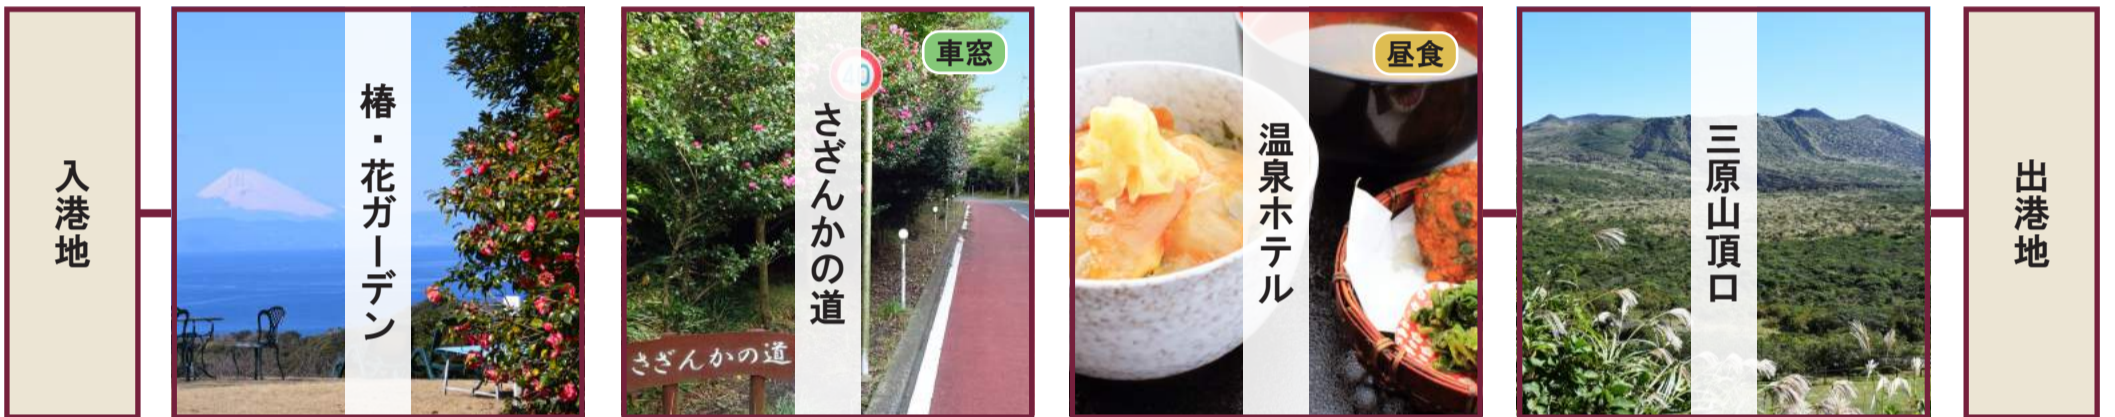 入港地
椿・花ガーデン
車窓
さざんかの道
40
さざんかの道
昼食
温泉ホテル
三原山頂口
出港地